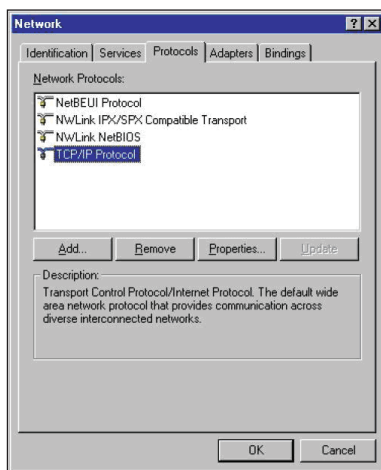 Network
Identification Services Protocols Adapters Bindings
Network Protocols:
NetBEUI Protocol
NWLink IPX/SPX Compatible Transport
NWLink NetBIOS
TCP/IP Protocol
Add... Remove Properties... Update
Description:
Transport Control Protocol/Internet Protocol. The default wide
area network protocol that provides communication across
diverse interconnected networks.
OK Cancel